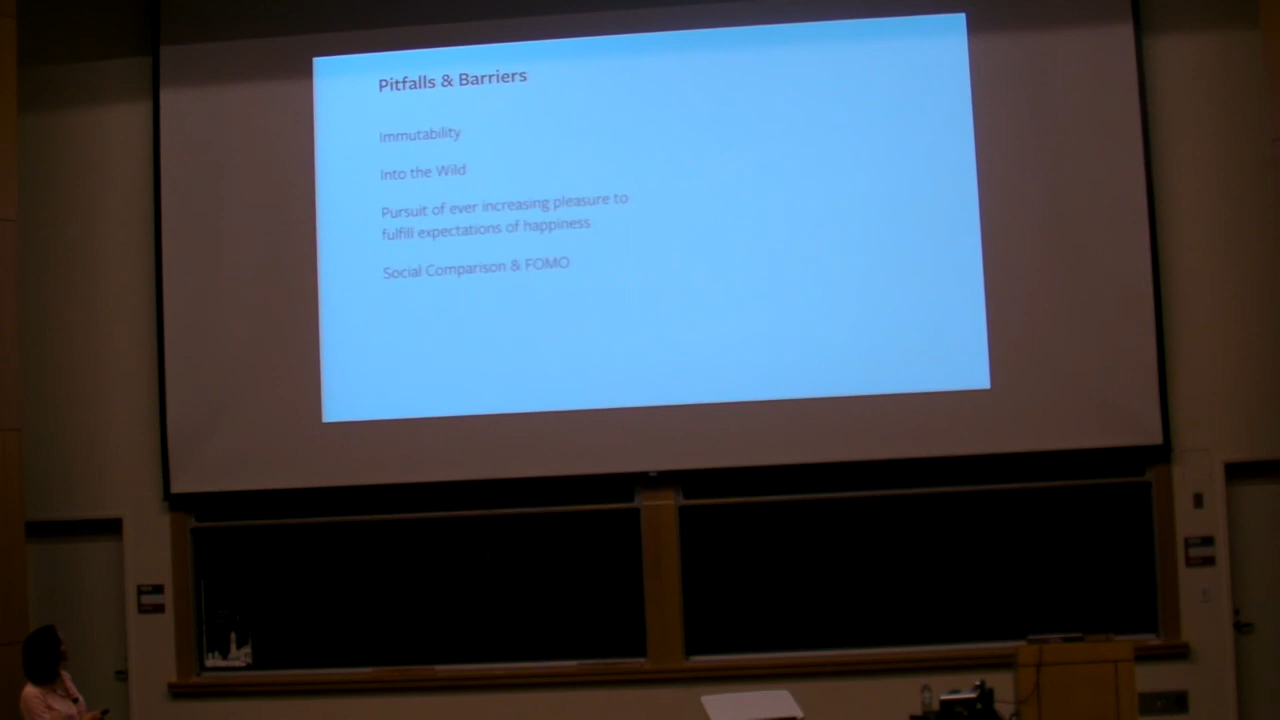 Pitfalls & Barriers
Immutability
Into the Wild
Pursuit of ever increasing pleasure to
fulfill expectations of happiness
Social Comparison & FOMO